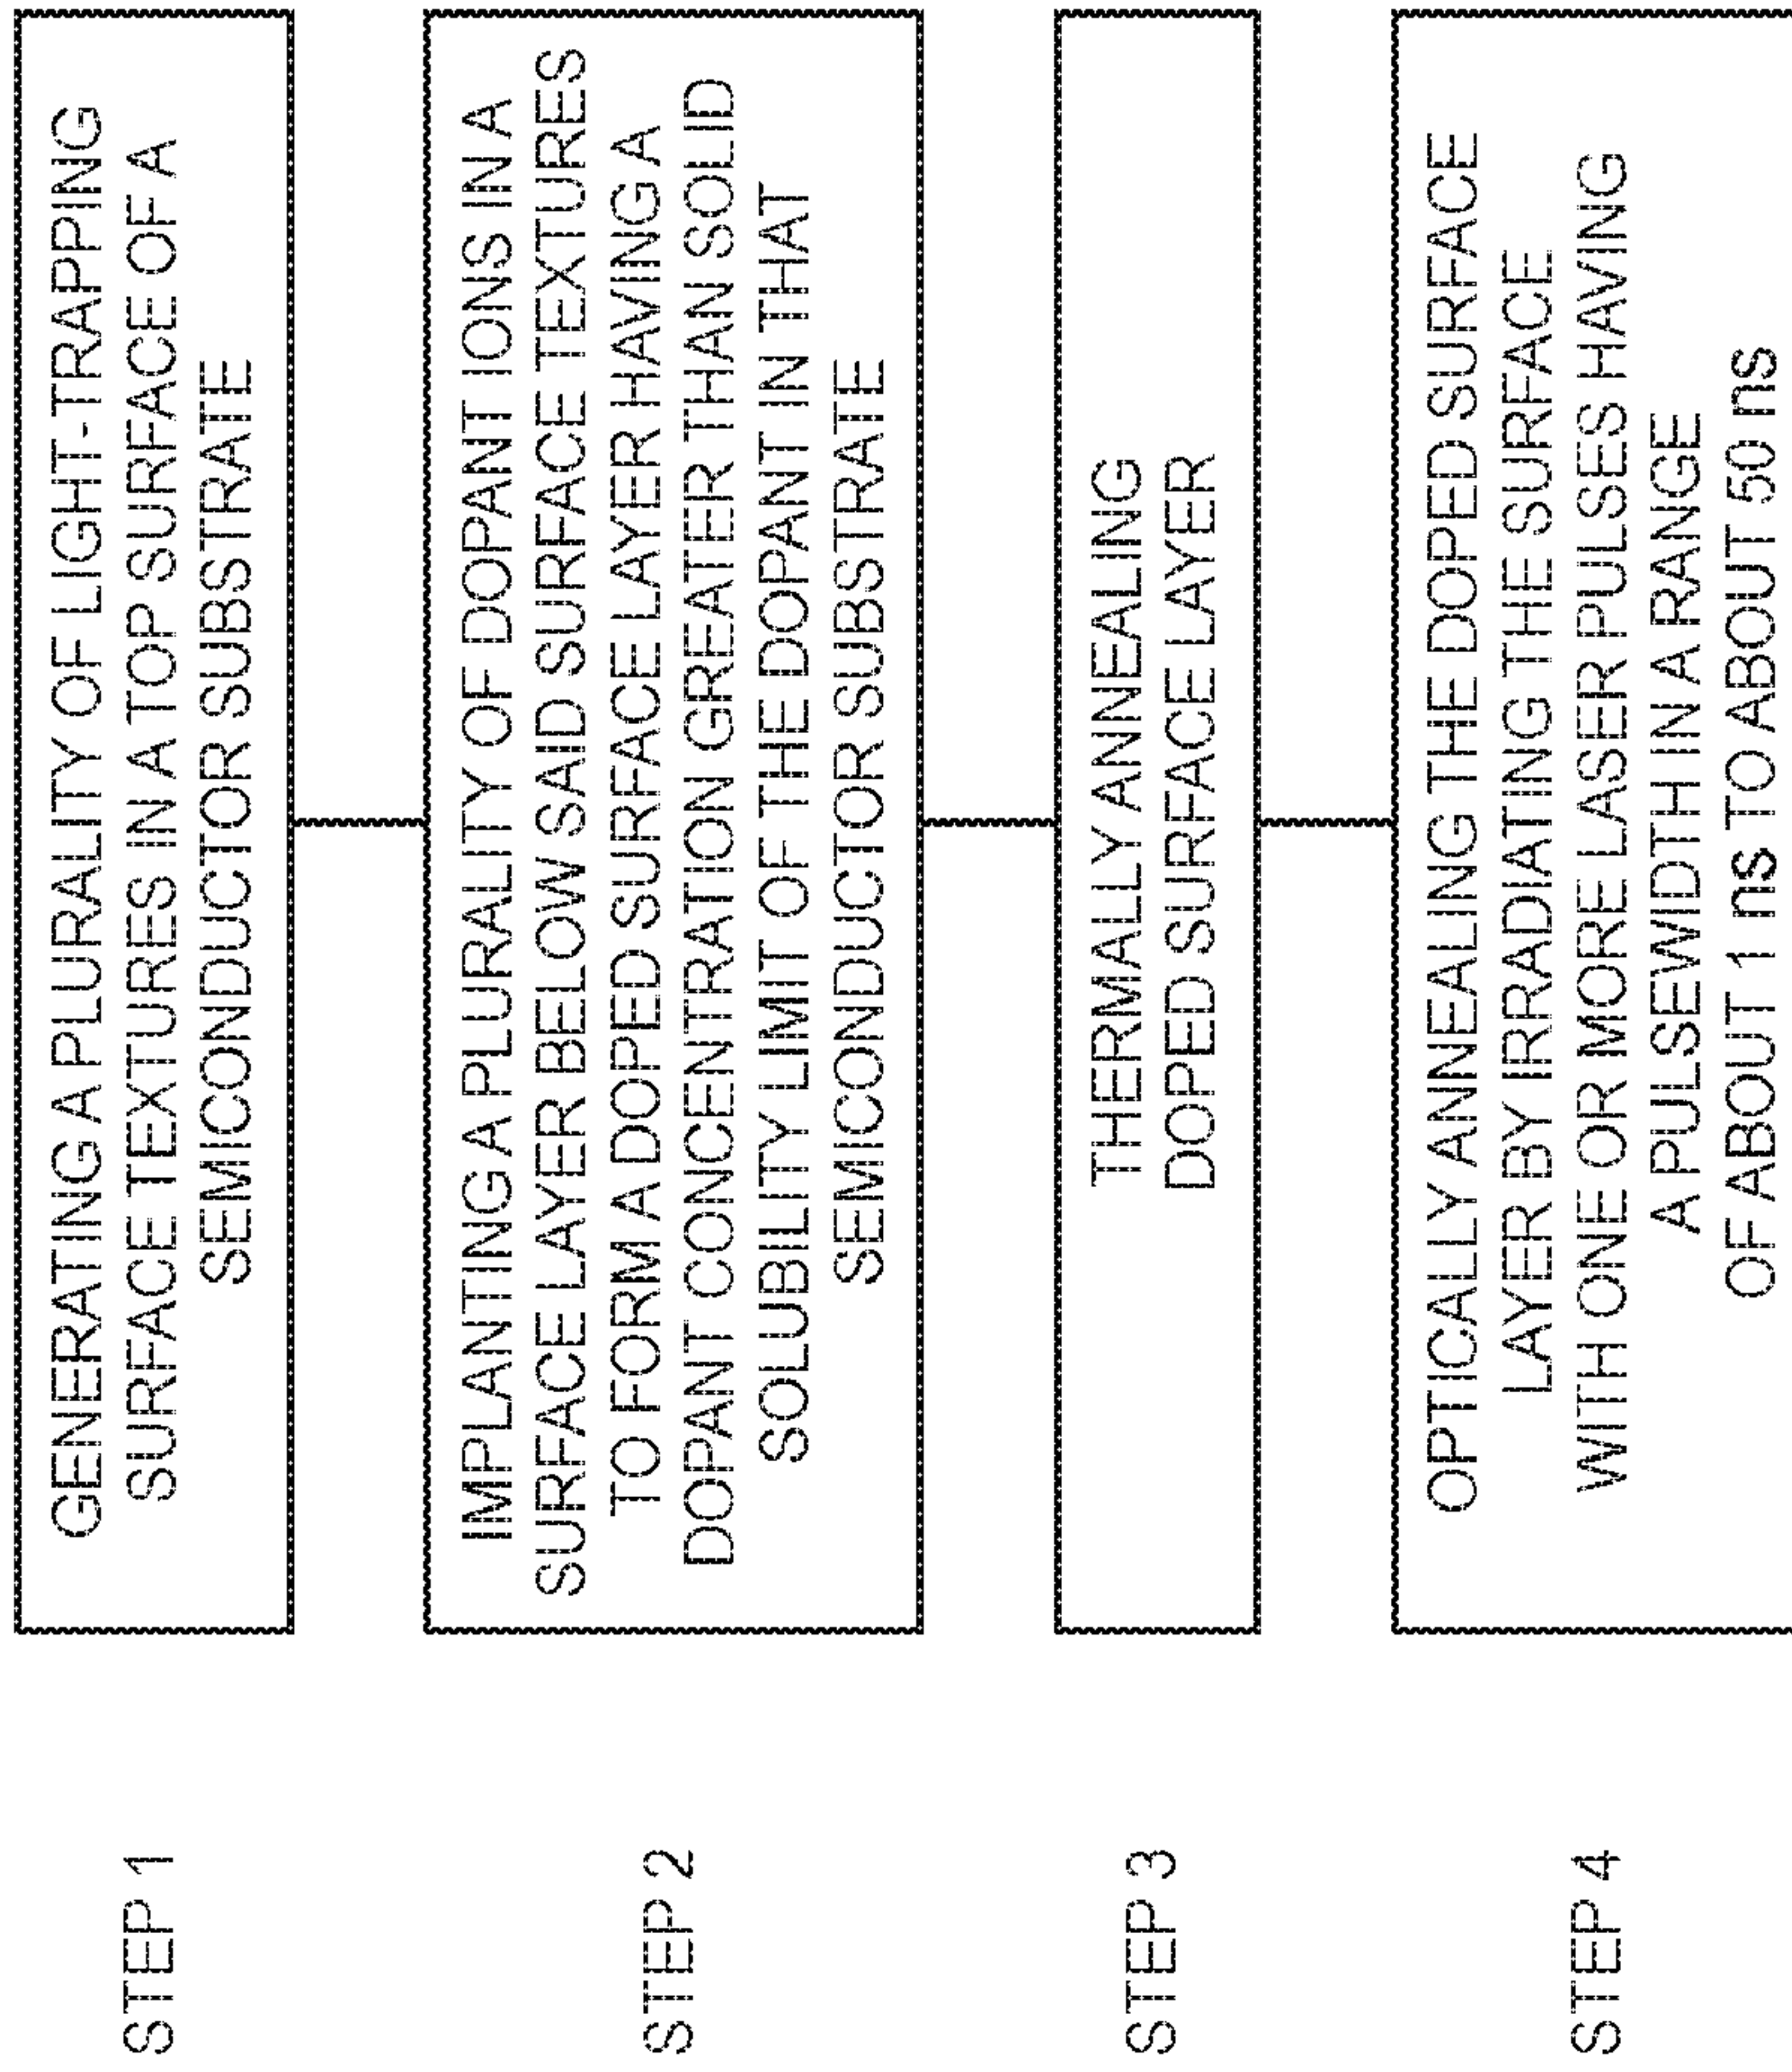 STEP 1
GENERATING A PLURALITY OF LIGHT-TRAPPING
SURFACE TEXTURES IN A TOP SURFACE OF A
SEMICONDUCTOR SUBSTRATE
STEP 2
IMPLANTING A PLURALITY OF DOPANT IONS IN A
SURFACE LAYER BELOW SAID SURFACE TEXTURES
TO FORM A DOPED SURFACE LAYER HAVING A
DOPANT CONCENTRATION GREATER THAN SOLID
SOLUBILITY LIMIT OF THE DOPANT IN THAT
SEMICONDUCTOR SUBSTRATE
STEP 3
THERMALLY ANNEALING
DOPED SURFACE LAYER
STEP 4
OPTICALLY ANNEALING THE DOPED SURFACE
LAYER BY IRRADIATING THE SURFACE
WITH ONE OR MORE LASER PULSES HAVING
A PULSEWIDTH IN A RANGE
OF ABOUT 1 ns TO ABOUT 50 ns